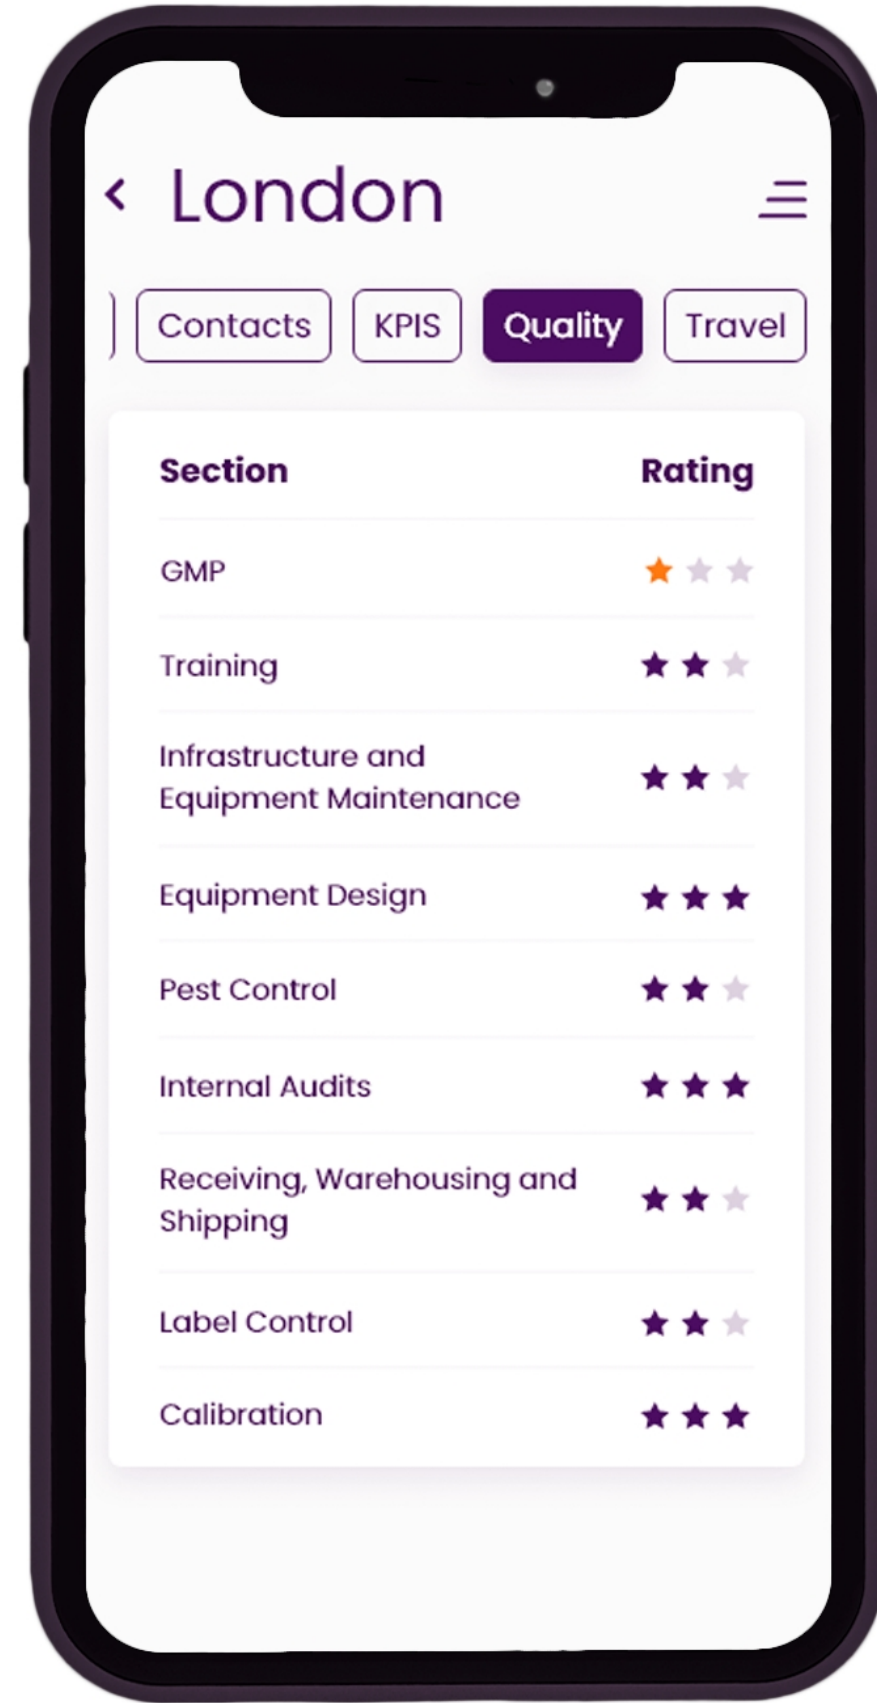 London
Contacts KPIS Quality Travel
Section Rating
GMP
Training
Infrastructure and
Equipment Maintenance
Equipment Design
Pest Control
Internal Audits
Receiving, Warehousing and
Shipping
Label Control
Calibration